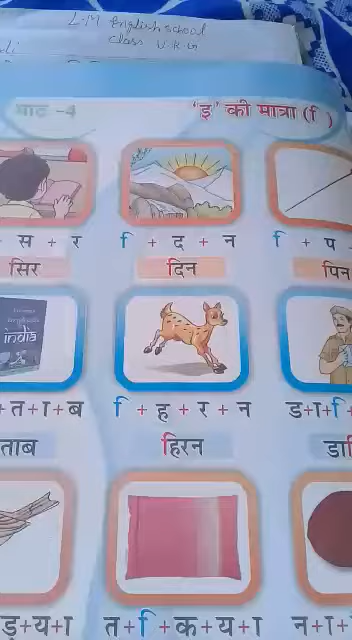 L.M English school
class U.K.G
पाठ -4
'इ' की मात्रा (ि)
स + र
ि + द + न
ि + प
सिर
दिन
पिन
india
+त+ा+ब
ि + ह + र + न
ड+ा+ि+
ताब
हिरन
ड़+य+ा
त+ि+क+य+ा
न+ा+